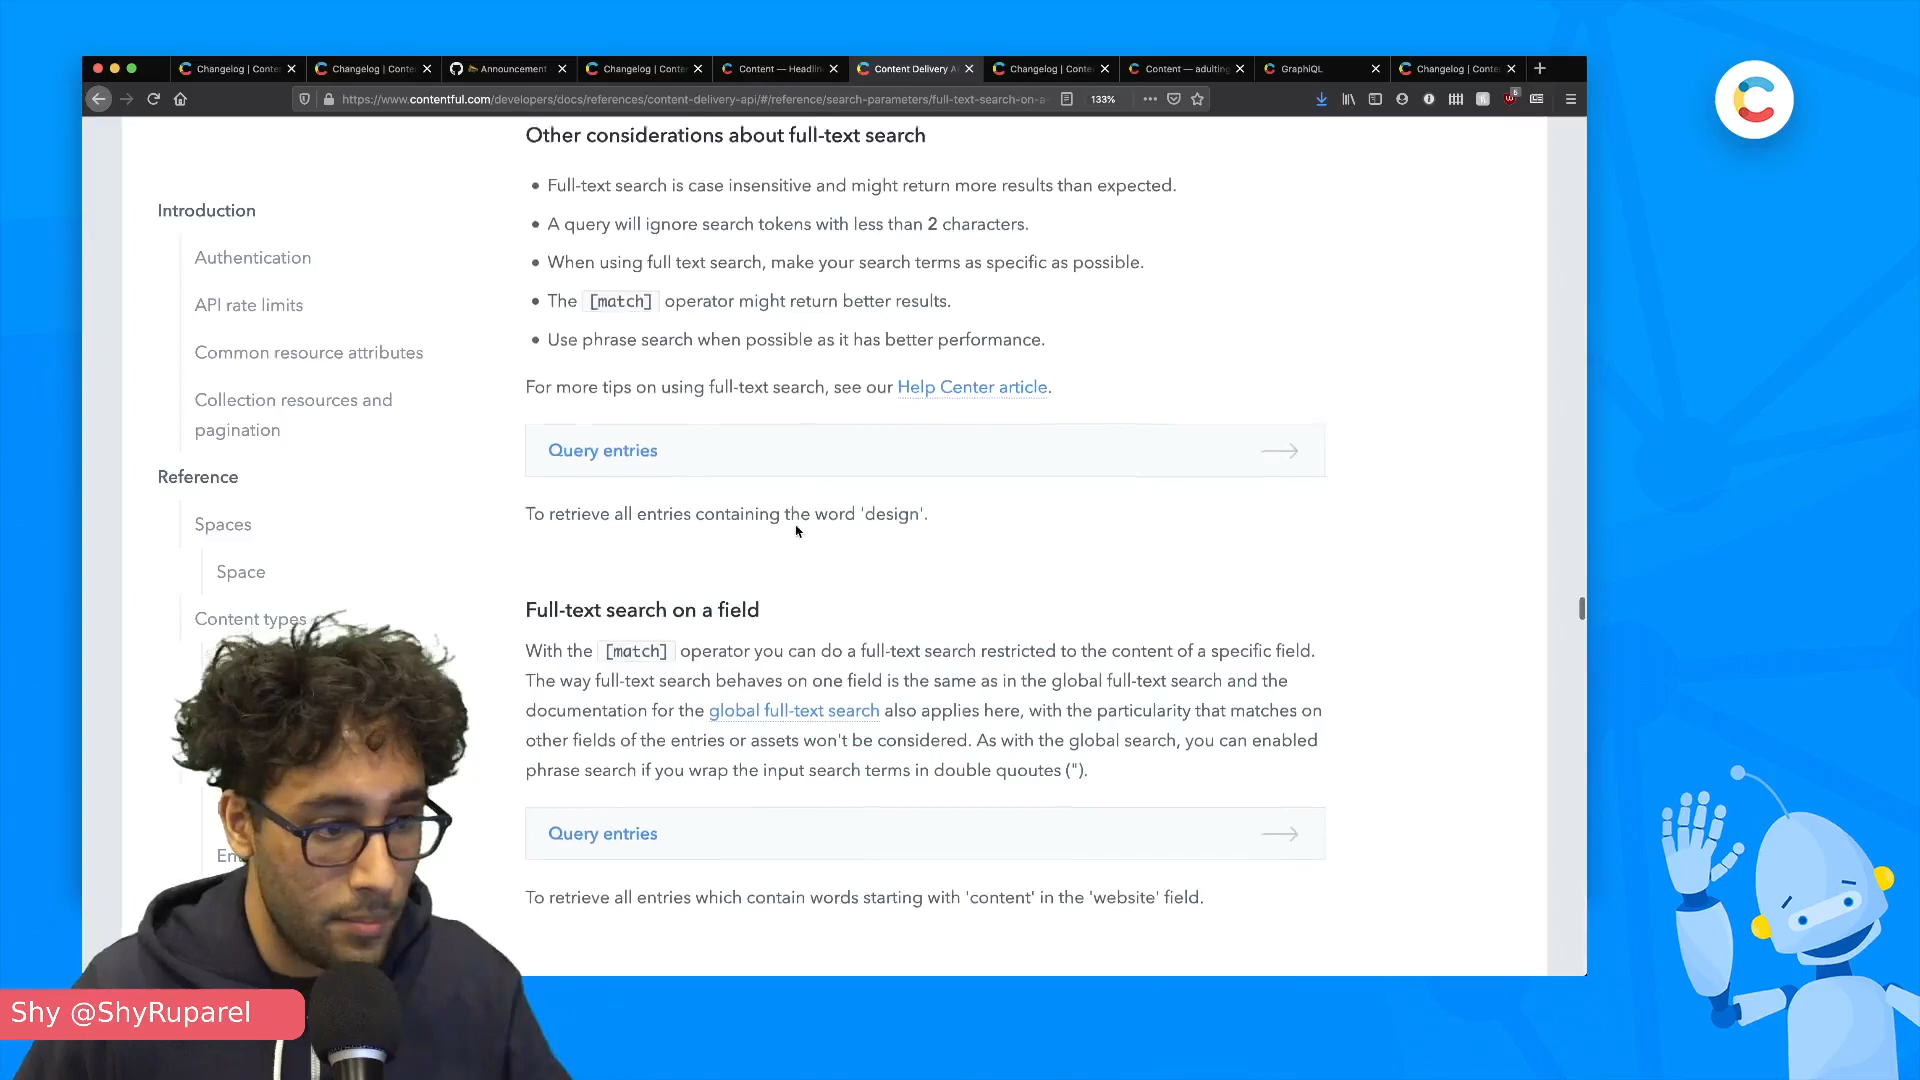 Changelog | Conte
Changelog | Conte
Announcement
Changelog | Conte
Content — Headlin
Content Delivery A
Changelog | Conte
Content — adulting
GraphiQL
Changelog | Conte
https://www.contentful.com/developers/docs/references/content-delivery-api/#/reference/search-parameters/full-text-search-on-a-
133%
Other considerations about full-text search
Introduction
Authentication
API rate limits
Common resource attributes
Collection resources and
pagination
Reference
Spaces
Space
Content types
En
• Full-text search is case insensitive and might return more results than expected.
• A query will ignore search tokens with less than 2 characters.
• When using full text search, make your search terms as specific as possible.
• The [match] operator might return better results.
• Use phrase search when possible as it has better performance.
For more tips on using full-text search, see our Help Center article.
Query entries
To retrieve all entries containing the word 'design'.
Full-text search on a field
With the [match] operator you can do a full-text search restricted to the content of a specific field.
The way full-text search behaves on one field is the same as in the global full-text search and the
documentation for the global full-text search also applies here, with the particularity that matches on
other fields of the entries or assets won't be considered. As with the global search, you can enabled
phrase search if you wrap the input search terms in double quoutes (").
Query entries
To retrieve all entries which contain words starting with 'content' in the 'website' field.
Shy @ShyRuparel